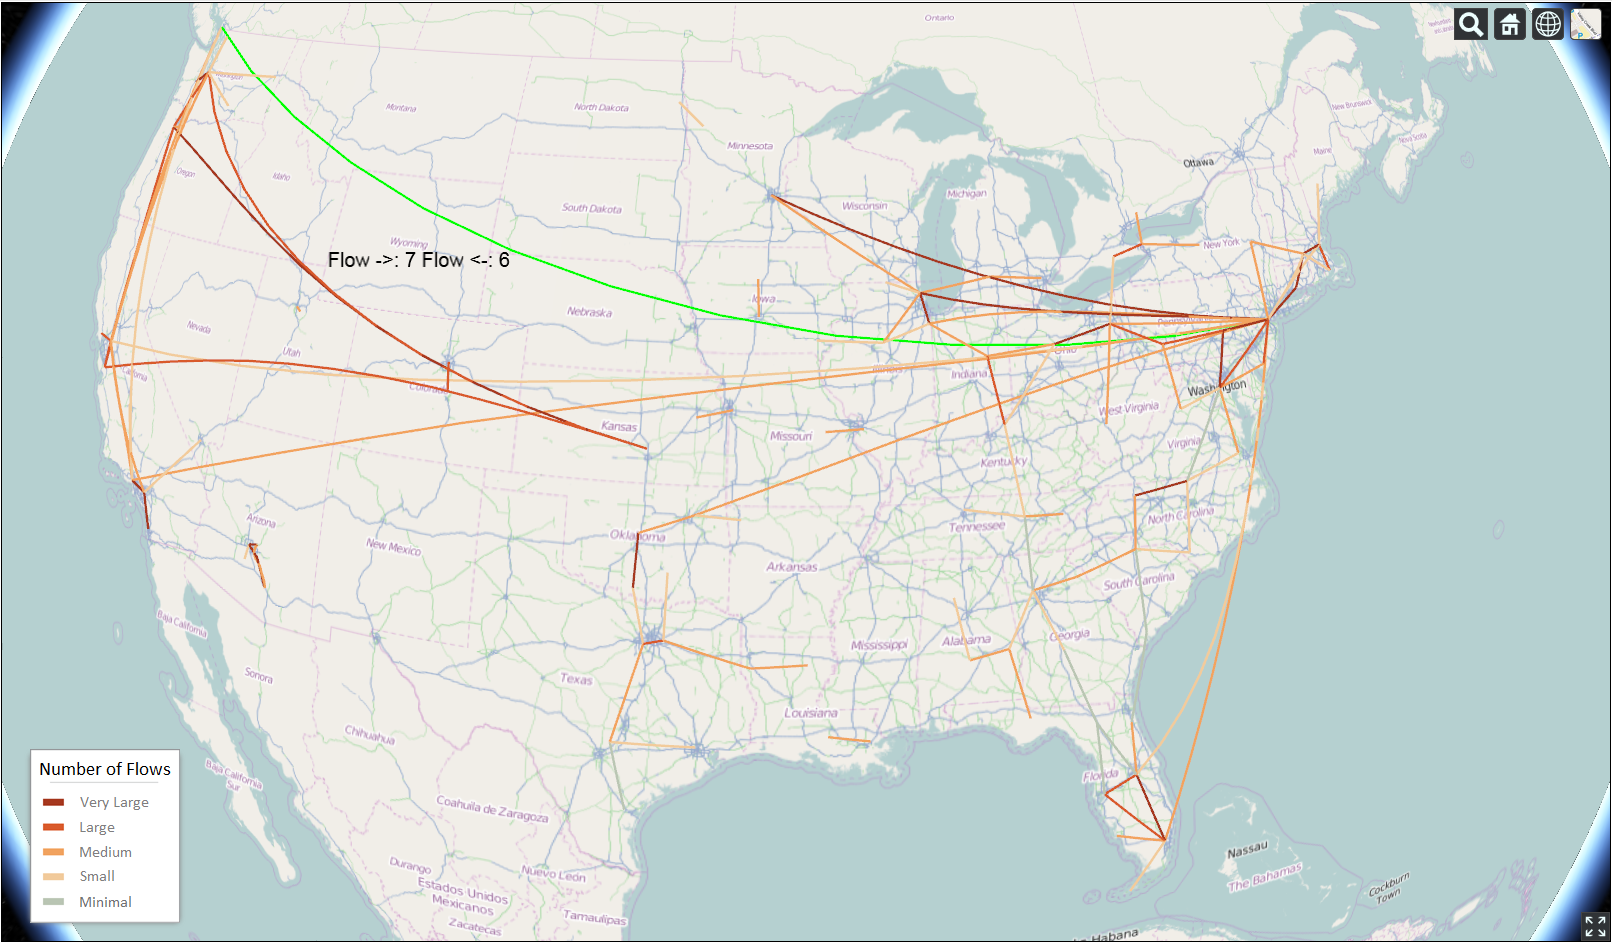 Ontario
Washington
Montana
North Dakota
Minnesota
Ottawa
New Brunswick
Nova Scotia
Maine
Oregon
Idaho
South Dakota
Wisconsin
Michigan
Wyoming
New York
Flow ->: 7 Flow <-: 6
Iowa
Nebraska
Nevada
Pennsylvania
Utah
Ohio
California
Colorado
Illinois
Indiana
Washington
West Virginia
Kansas
Missouri
Virginia
Kentucky
Arizona
New Mexico
Oklahoma
Tennessee
North Carolina
Arkansas
South Carolina
Baja California
Alabama
Georgia
Mississippi
Sonora
Texas
Louisiana
Chihuahua
Baja California
Sur
Florida
Coahuila de Zaragoza
Number of Flows
Very Large
Large
Medium
Small
Minimal
Nassau
The Bahamas
Cockburn
Town
Durango
Nuevo León
Estados Unidos
Mexicanos
Zacatecas
Tamaulipas
Habana